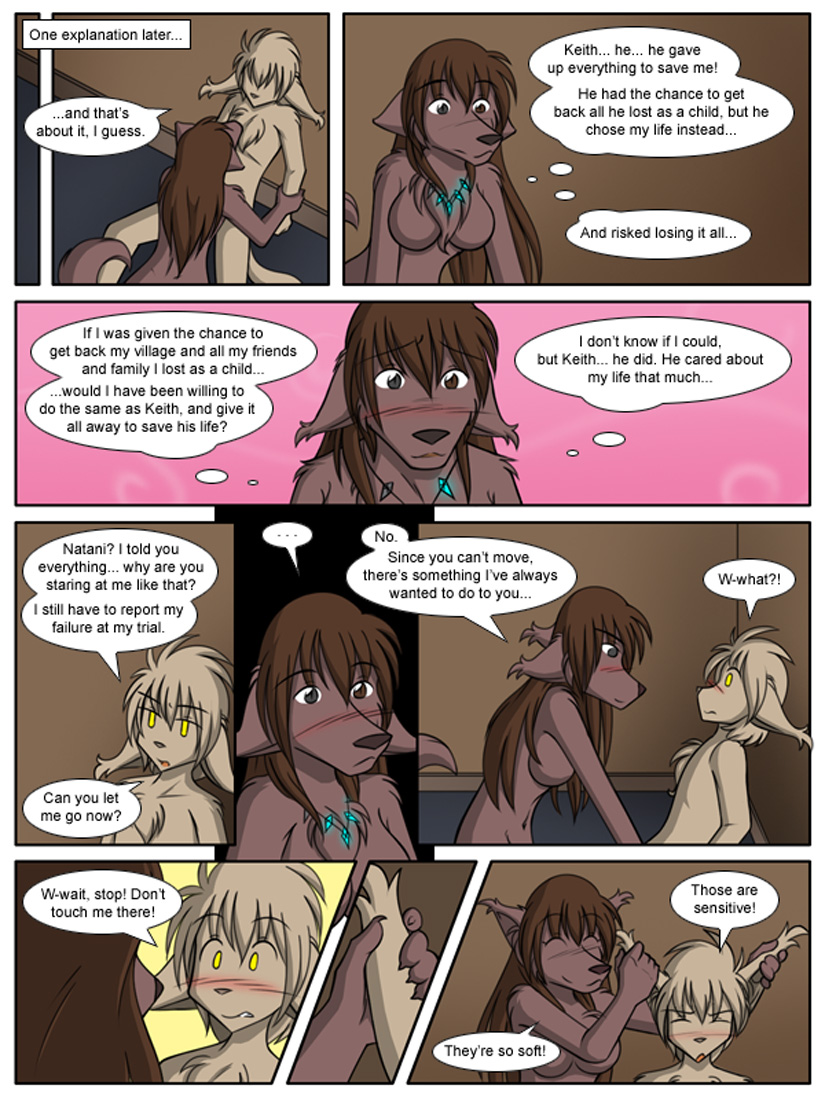 One explanation later...
...and that's
about it, I guess.
Keith... he... he gave
up everything to save me!
He had the chance to get
back all he lost as a child, but he
chose my life instead...
And risked losing it all...
If I was given the chance to
get back my village and all my friends
and family I lost as a child...
...would I have been willing to
do the same as Keith, and give it
all away to save his life?
I don't know if I could,
but Keith... he did. He cared about
my life that much...
Natani? I told you
everything... why are you
staring at me like that?
I still have to report my
failure at my trial.
Can you let
me go now?
- - -
No.
Since you can't move,
there's something I've always
wanted to do to you...
W-what?!
W-wait, stop! Don't
touch me there!
Those are
sensitive!
They're so soft!